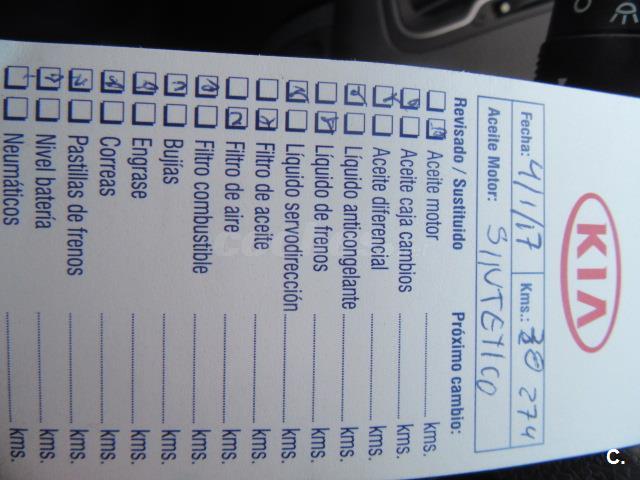 KIA
Fecha: 4/1/17 Kms.: 38 274
Aceite Motor: SINTETICO
Revisado / Sustituido Próximo cambio:
Aceite motor kms.
Aceite caja cambios kms.
Aceite diferencial kms.
Líquido anticongelante kms.
Líquido de frenos kms.
Líquido servodirección kms.
Filtro de aceite kms.
Filtro de aire kms.
Filtro combustible kms.
Bujas kms.
Engrase kms.
Correas kms.
Pastillas de frenos kms.
Nivel batería kms.
Neumáticos kms.
C.